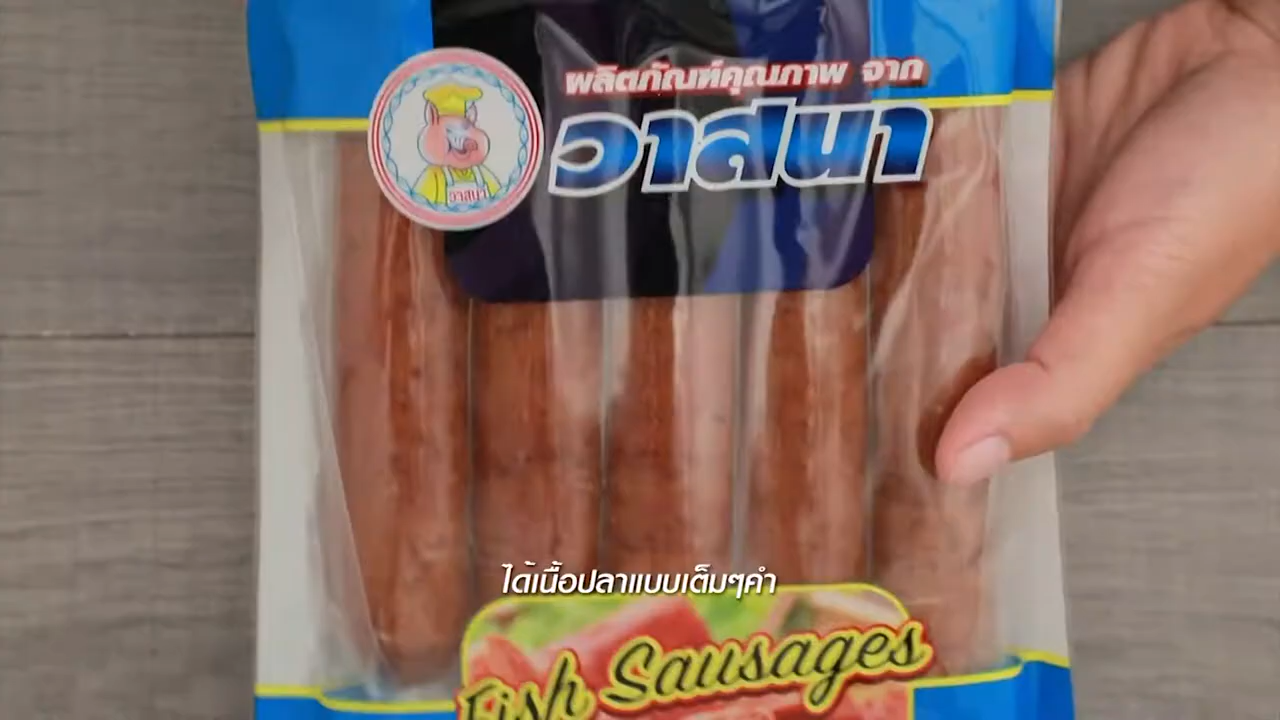 ผลิตภัณฑ์คุณภาพ จาก
วาสนา
วาสนา
ได้เนื้อปลาแบบเต็มๆคำ
Fish Sausages